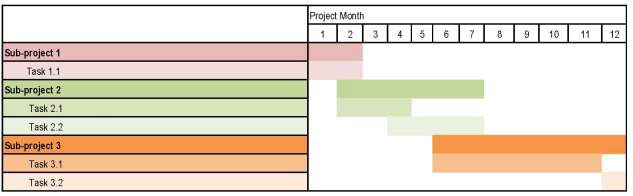 Project Month
1 2 3 4 5 6 7 8 9 10 11 12
Sub-project 1
Task 1.1
Sub-project 2
Task 2.1
Task 2.2
Sub-project 3
Task 3.1
Task 3.2